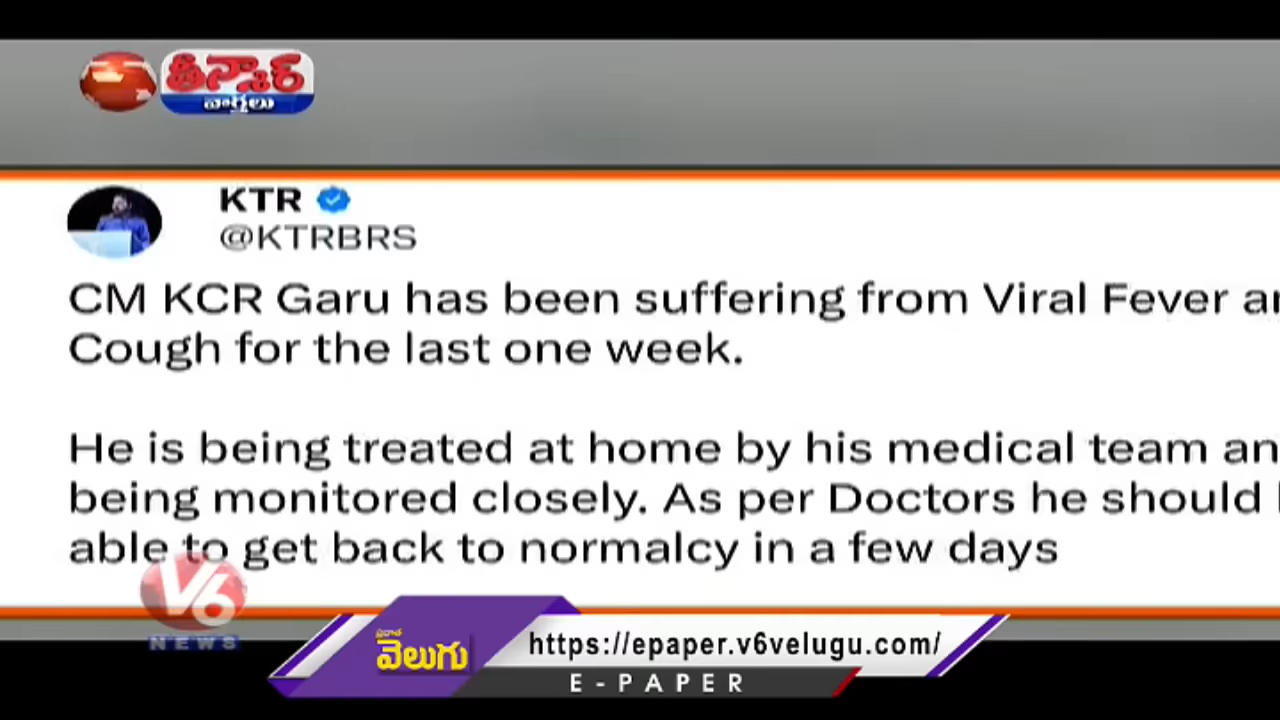 తీన్మార్
వార్తలు
KTR
@KTRBRS
CM KCR Garu has been suffering from Viral Fever an
Cough for the last one week.
He is being treated at home by his medical team an
being monitored closely. As per Doctors he should
able to get back to normalcy in a few days
V6
NEWS
ప్రభాత
వెలుగు
https://epaper.v6velugu.com/
E-PAPER